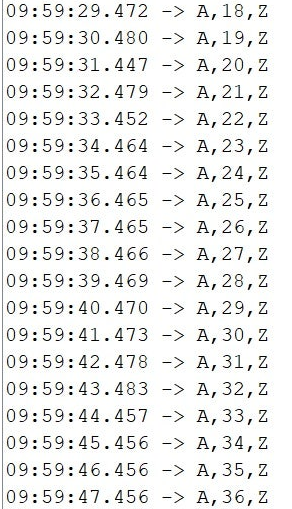 09:59:29.472 -> A,18,Z
09:59:30.480 -> A,19,Z
09:59:31.447 -> A,20,Z
09:59:32.479 -> A,21,Z
09:59:33.452 -> A,22,Z
09:59:34.464 -> A,23,Z
09:59:35.464 -> A,24,Z
09:59:36.465 -> A,25,Z
09:59:37.465 -> A,26,Z
09:59:38.466 -> A,27,Z
09:59:39.469 -> A,28,Z
09:59:40.470 -> A,29,Z
09:59:41.473 -> A,30,Z
09:59:42.478 -> A,31,Z
09:59:43.483 -> A,32,Z
09:59:44.457 -> A,33,Z
09:59:45.456 -> A,34,Z
09:59:46.456 -> A,35,Z
09:59:47.456 -> A,36,Z